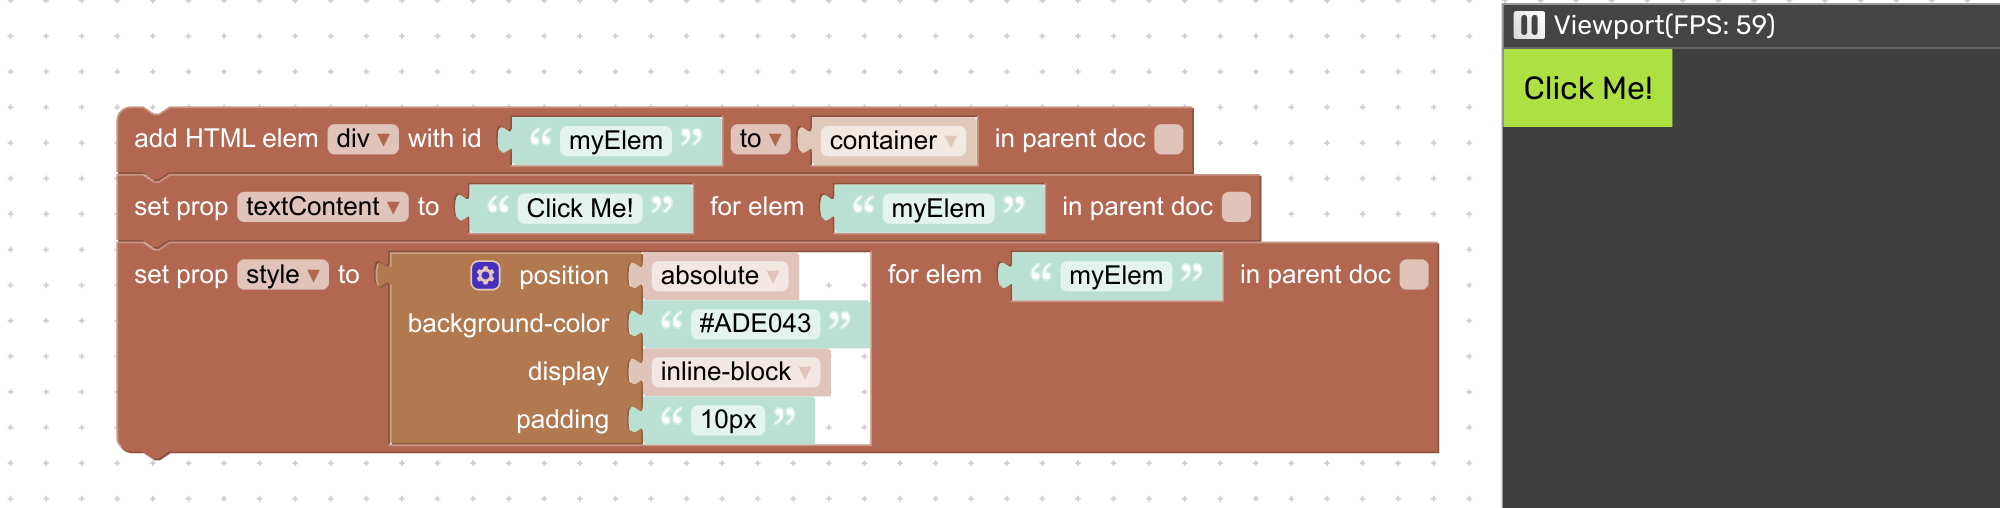 add HTML elem div ▾ with id “ myElem ” to ▾ container ▾ in parent doc
set prop textContent ▾ to “ Click Me! ” for elem “ myElem ” in parent doc
set prop style ▾ to position absolute ▾ for elem “ myElem ” in parent doc
background-color “ #ADE043 ”
display inline-block ▾
padding “ 10px ”
Viewport(FPS: 59)
Click Me!